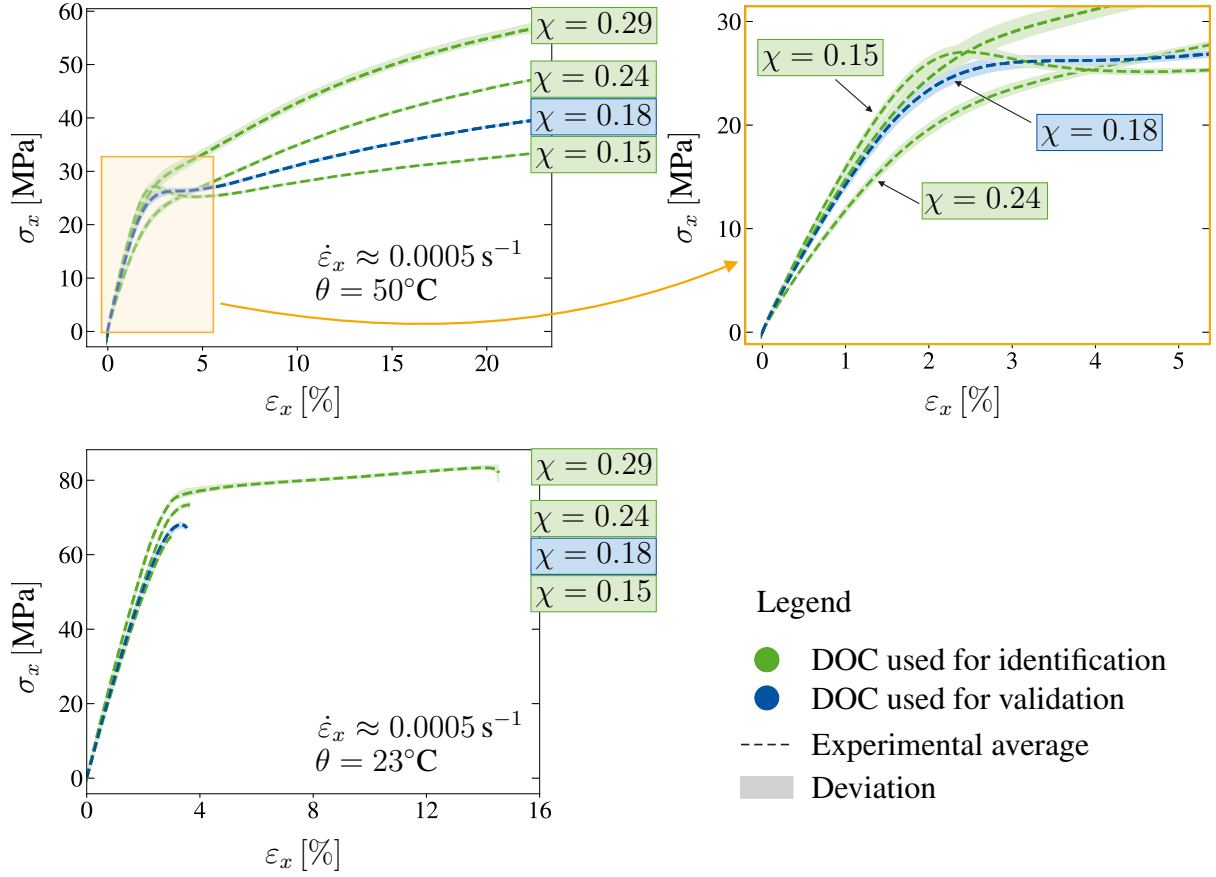 60
50
40
30
20
10
0
0
5
10
15
20
σₓ [MPa]
εₓ [%]
χ = 0.29
χ = 0.24
χ = 0.18
χ = 0.15
ε̇ₓ ≈ 0.0005 s⁻¹
θ = 50°C
30
20
10
0
0
1
2
3
4
5
σₓ [MPa]
εₓ [%]
χ = 0.15
χ = 0.18
χ = 0.24
80
60
40
20
0
0
4
8
12
16
σₓ [MPa]
εₓ [%]
χ = 0.29
χ = 0.24
χ = 0.18
χ = 0.15
ε̇ₓ ≈ 0.0005 s⁻¹
θ = 23°C
Legend
DOC used for identification
DOC used for validation
Experimental average
Deviation